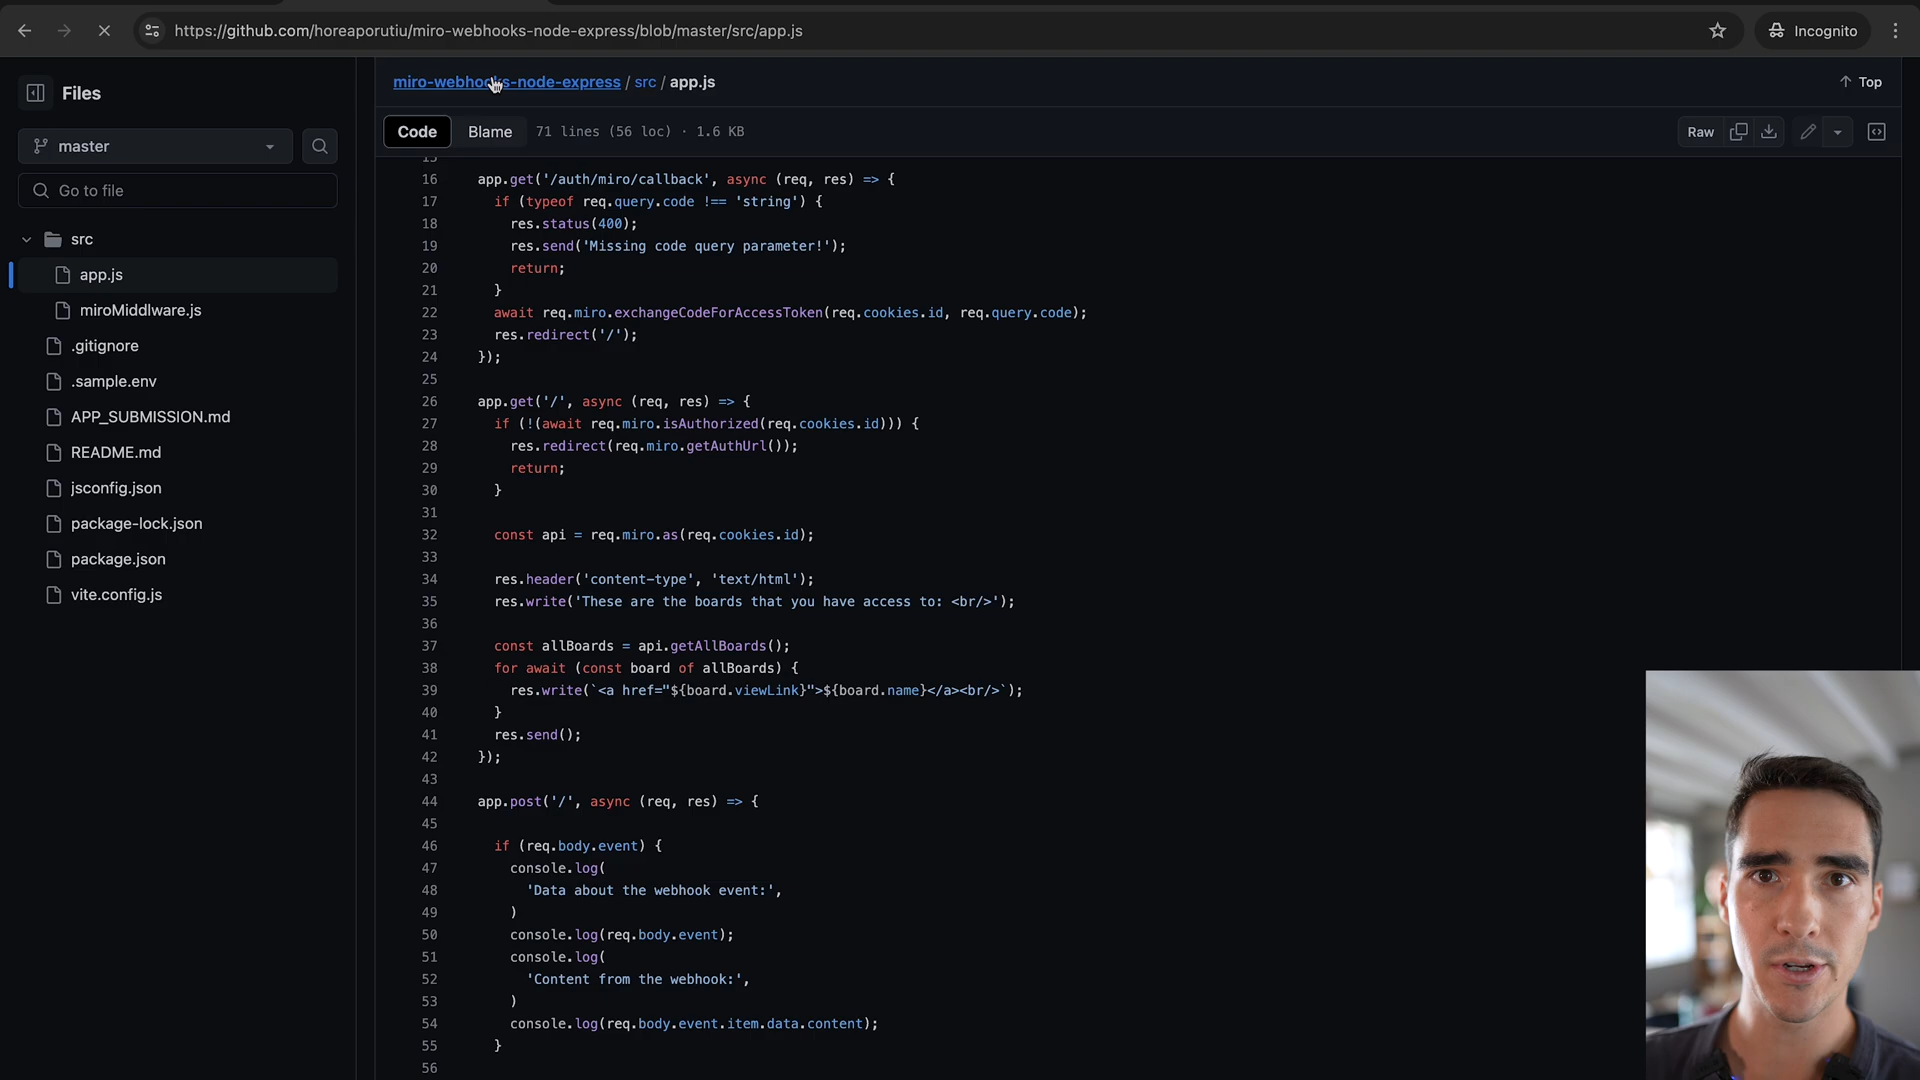 https://github.com/horeaporutiu/miro-webhooks-node-express/blob/master/src/app.js
Incognito
Files
miro-webhooks-node-express / src / app.js
Top
master
Code
Blame
71 lines (56 loc) · 1.6 KB
Raw
Go to file
src
app.js
miroMiddlware.js
.gitignore
.sample.env
APP_SUBMISSION.md
README.md
jsconfig.json
package-lock.json
package.json
vite.config.js
15
16 app.get('/auth/miro/callback', async (req, res) => {
17 if (typeof req.query.code !== 'string') {
18 res.status(400);
19 res.send('Missing code query parameter!');
20 return;
21 }
22 await req.miro.exchangeCodeForAccessToken(req.cookies.id, req.query.code);
23 res.redirect('/');
24 });
25
26 app.get('/', async (req, res) => {
27 if (!(await req.miro.isAuthorized(req.cookies.id))) {
28 res.redirect(req.miro.getAuthUrl());
29 return;
30 }
31
32 const api = req.miro.as(req.cookies.id);
33
34 res.header('content-type', 'text/html');
35 res.write('These are the boards that you have access to: <br/>');
36
37 const allBoards = api.getAllBoards();
38 for await (const board of allBoards) {
39 res.write(`<a href="${board.viewLink}">${board.name}</a><br/>`);
40 }
41 res.send();
42 });
43
44 app.post('/', async (req, res) => {
45
46 if (req.body.event) {
47 console.log(
48 'Data about the webhook event:',
49 )
50 console.log(req.body.event);
51 console.log(
52 'Content from the webhook:',
53 )
54 console.log(req.body.event.item.data.content);
55 }
56